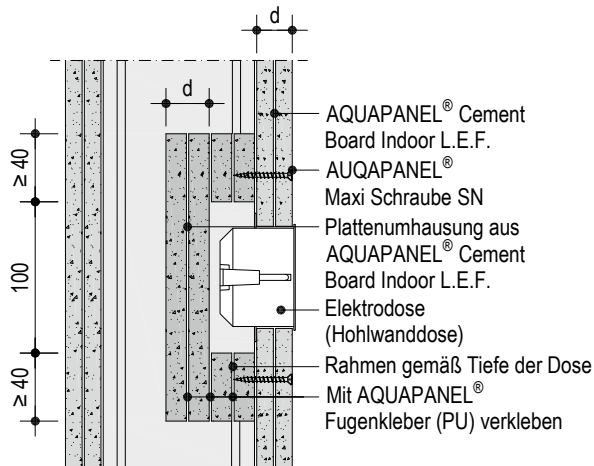 d
d
AQUAPANEL® Cement
Board Indoor L.E.F.
AUQAPANEL®
Maxi Schraube SN
Plattenumhausung aus
AQUAPANEL® Cement
Board Indoor L.E.F.
Elektrodose
(Hohlwanddose)
Rahmen gemäß Tiefe der Dose
Mit AQUAPANEL®
Fugenkleber (PU) verkleben
≥ 40
100
≥ 40